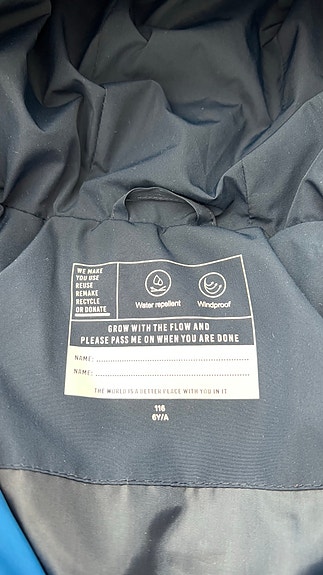 WE MAKE
YOU USE
REUSE
REMAKE
RECYCLE
OR DONATE
Water repellent
Windproof
GROW WITH THE FLOW AND
PLEASE PASS ME ON WHEN YOU ARE DONE
NAME:
NAME:
THE WORLD IS A BETTER PLACE WITH YOU IN IT
116
6Y/A